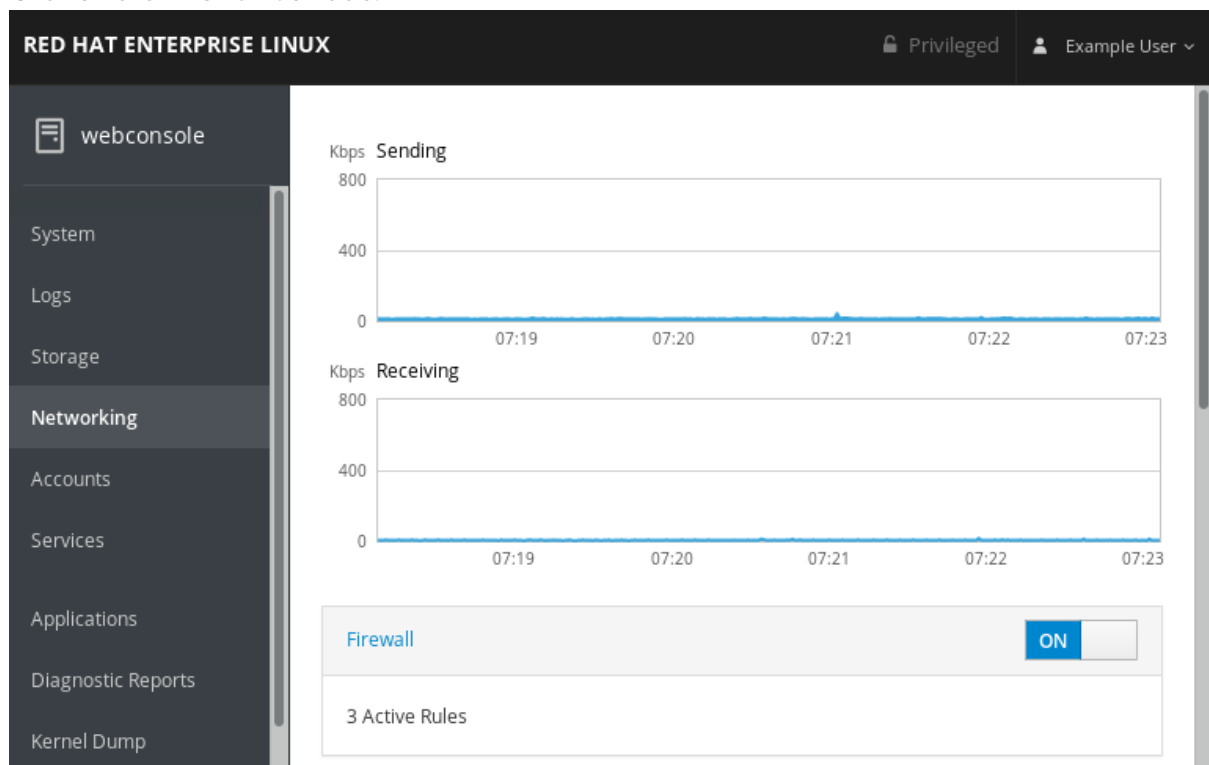 RED HAT ENTERPRISE LINUX
Privileged
Example User
webconsole
System
Logs
Storage
Networking
Accounts
Services
Applications
Diagnostic Reports
Kernel Dump
Kbps Sending
800
400
0
07:19 07:20 07:21 07:22 07:23
Kbps Receiving
800
400
0
07:19 07:20 07:21 07:22 07:23
Firewall
ON
3 Active Rules